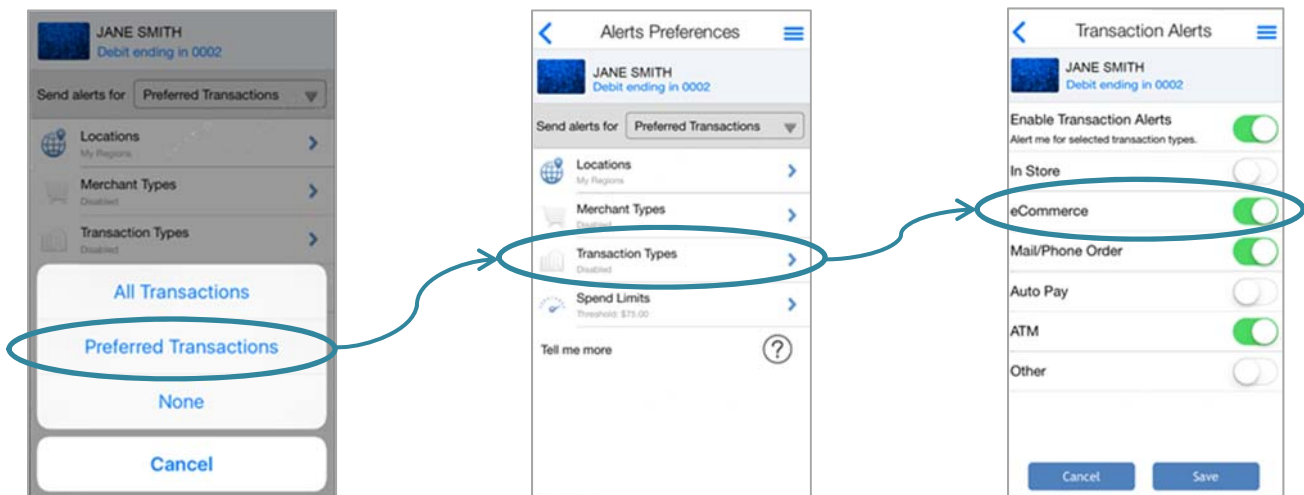 JANE SMITH
Debit ending in 0002
Send alerts for Preferred Transactions
Locations
My Regions
Merchant Types
Disabled
Transaction Types
Disabled
All Transactions
Preferred Transactions
None
Cancel
Alerts Preferences
JANE SMITH
Debit ending in 0002
Send alerts for Preferred Transactions
Locations
My Regions
Merchant Types
Disabled
Transaction Types
Disabled
Spend Limits
Threshold: $75.00
Tell me more ?
Transaction Alerts
JANE SMITH
Debit ending in 0002
Enable Transaction Alerts
Alert me for selected transaction types.
In Store
eCommerce
Mail/Phone Order
Auto Pay
ATM
Other
Cancel Save